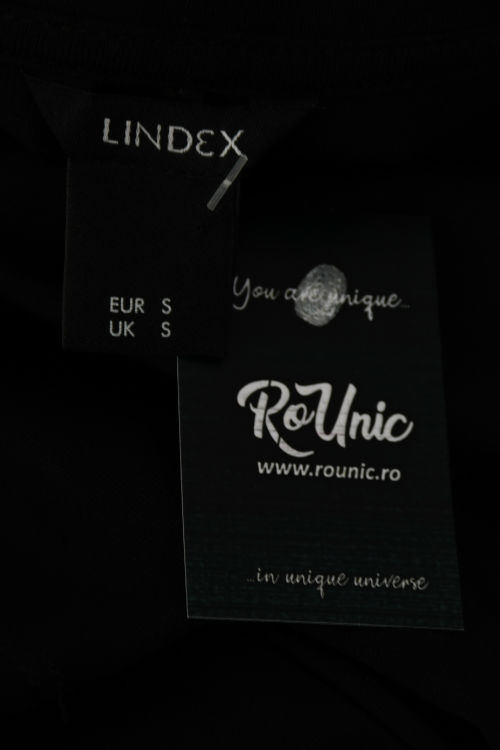 LINDEX
EUR S
UK S
You are unique...
RoUnic
www.rounic.ro
...in unique universe